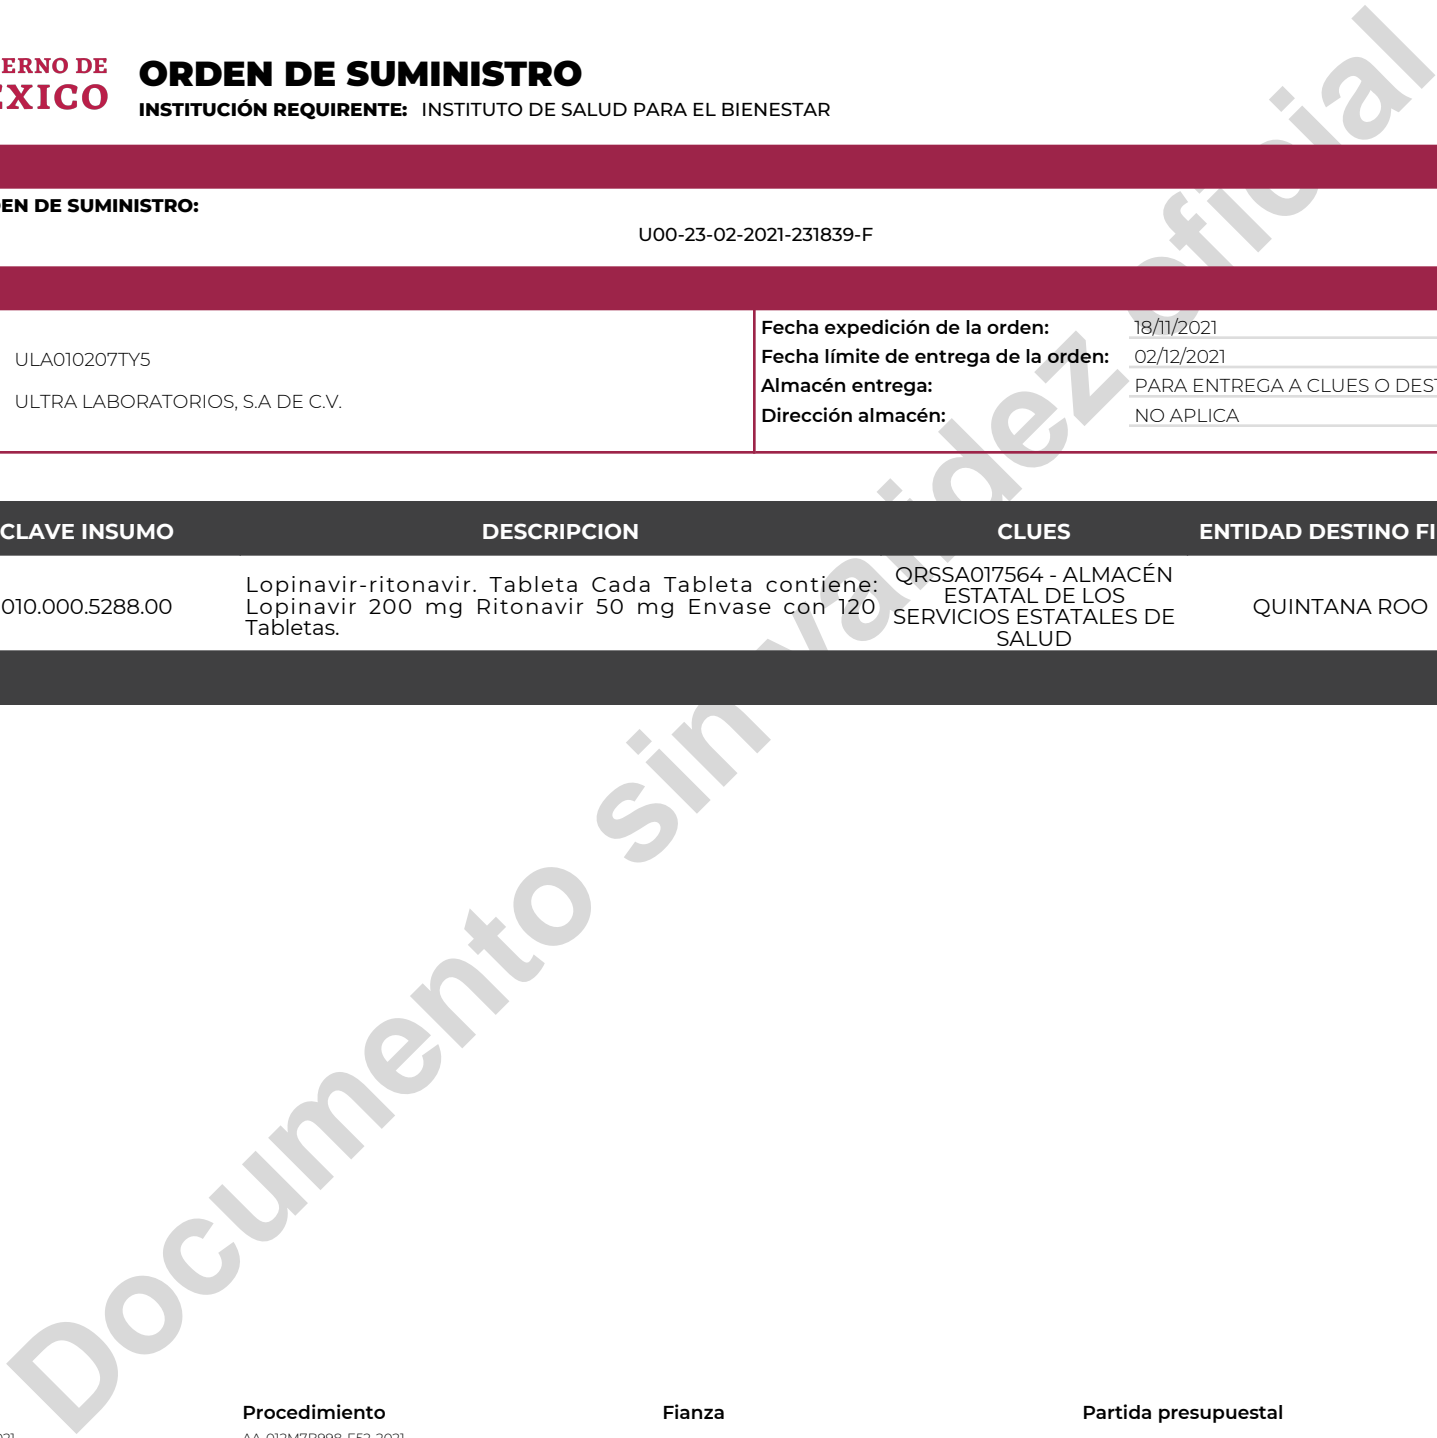 ERNO DE
ÉXICO
ORDEN DE SUMINISTRO
INSTITUCIÓN REQUIRENTE: INSTITUTO DE SALUD PARA EL BIENESTAR
EN DE SUMINISTRO:
U00-23-02-2021-231839-F
ULA010207TY5
ULTRA LABORATORIOS, S.A DE C.V.
Fecha expedición de la orden: 18/11/2021
Fecha límite de entrega de la orden: 02/12/2021
Almacén entrega: PARA ENTREGA A CLUES O DEST
Dirección almacén: NO APLICA
CLAVE INSUMO DESCRIPCION CLUES ENTIDAD DESTINO FI
010.000.5288.00
Lopinavir-ritonavir. Tableta Cada Tableta contiene:
Lopinavir 200 mg Ritonavir 50 mg Envase con 120
Tabletas.
QRSSA017564 - ALMACÉN
ESTATAL DE LOS
SERVICIOS ESTATALES DE
SALUD
QUINTANA ROO
Documento sin validez oficial
Procedimiento Fianza Partida presupuestal